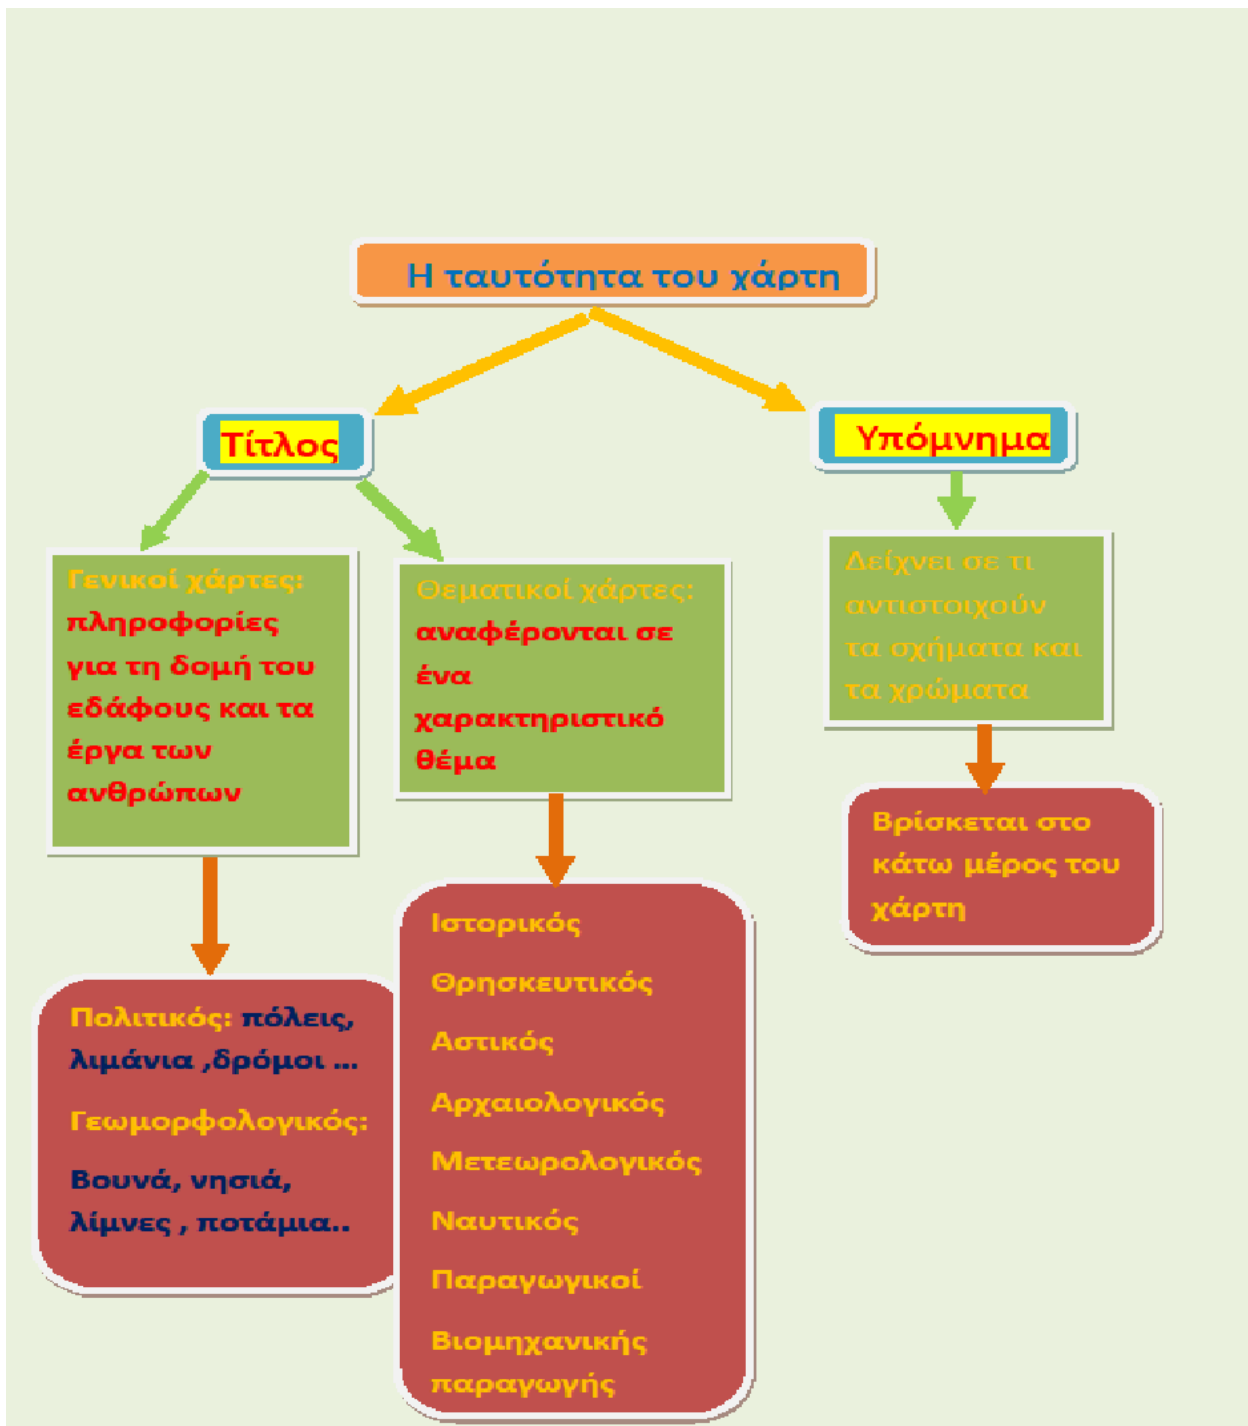 Η ταυτότητα του χάρτη
Τίτλος
Υπόμνημα
Γενικοί χάρτες:
πληροφορίες
για τη δομή του
εδάφους και τα
έργα των
ανθρώπων
Θεματικοί χάρτες:
αναφέρονται σε
ένα
χαρακτηριστικό
θέμα
Δείχνει σε τι
αντιστοιχούν
τα σχήματα και
τα χρώματα
Πολιτικός: πόλεις,
λιμάνια ,δρόμοι ...
Γεωμορφολογικός:
Βουνά, νησιά,
λίμνες , ποτάμια..
Ιστορικός
Θρησκευτικός
Αστικός
Αρχαιολογικός
Μετεωρολογικός
Ναυτικός
Παραγωγικοί
Βιομηχανικής
παραγωγής
Βρίσκεται στο
κάτω μέρος του
χάρτη